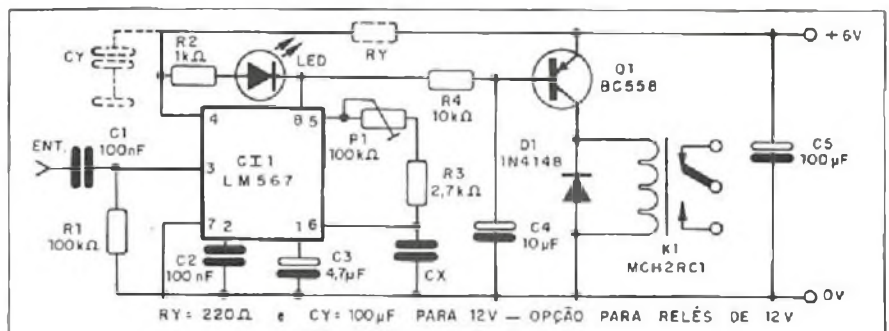 CY
R2
1kΩ
LED
RY
+6V
Q1
BC558
R4
10kΩ
ENT.
C1
100nF
4
8
5
3
CI1
LM567
7
2
1
6
P1
100kΩ
R3
2,7kΩ
D1
1N4148
C5
100µF
R1
100kΩ
C2
100nF
C3
4,7µF
CX
C4
10µF
K1
MCH2RC1
0V
RY= 220Ω e CY= 100µF PARA 12V — OPÇÃO PARA RELÉS DE 12V